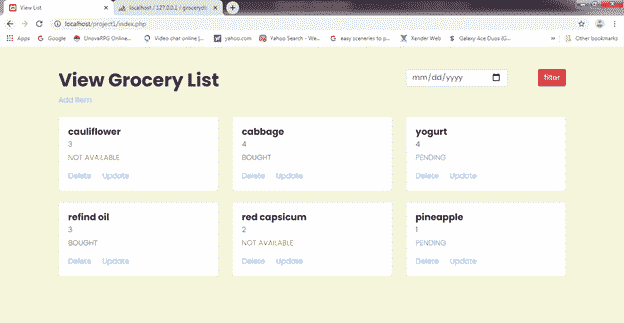 View List
localhost / 127.0.0.1 / grocerydb
localhost/project1/index.php
Apps Google UnovaRPG Online... Video chat online |... yahoo.com Yahoo Search - We... easy sceneries to p... Xender Web Galaxy Ace Duos (G... » Other bookmarks
View Grocery List mm/dd/yyyy filter
Add Item
cauliflower cabbage yogurt
3 4 4
NOT AVAILABLE BOUGHT PENDING
Delete Update Delete Update Delete Update
refind oil red capsicum pineapple
3 2 1
BOUGHT NOT AVAILABLE PENDING
Delete Update Delete Update Delete Update